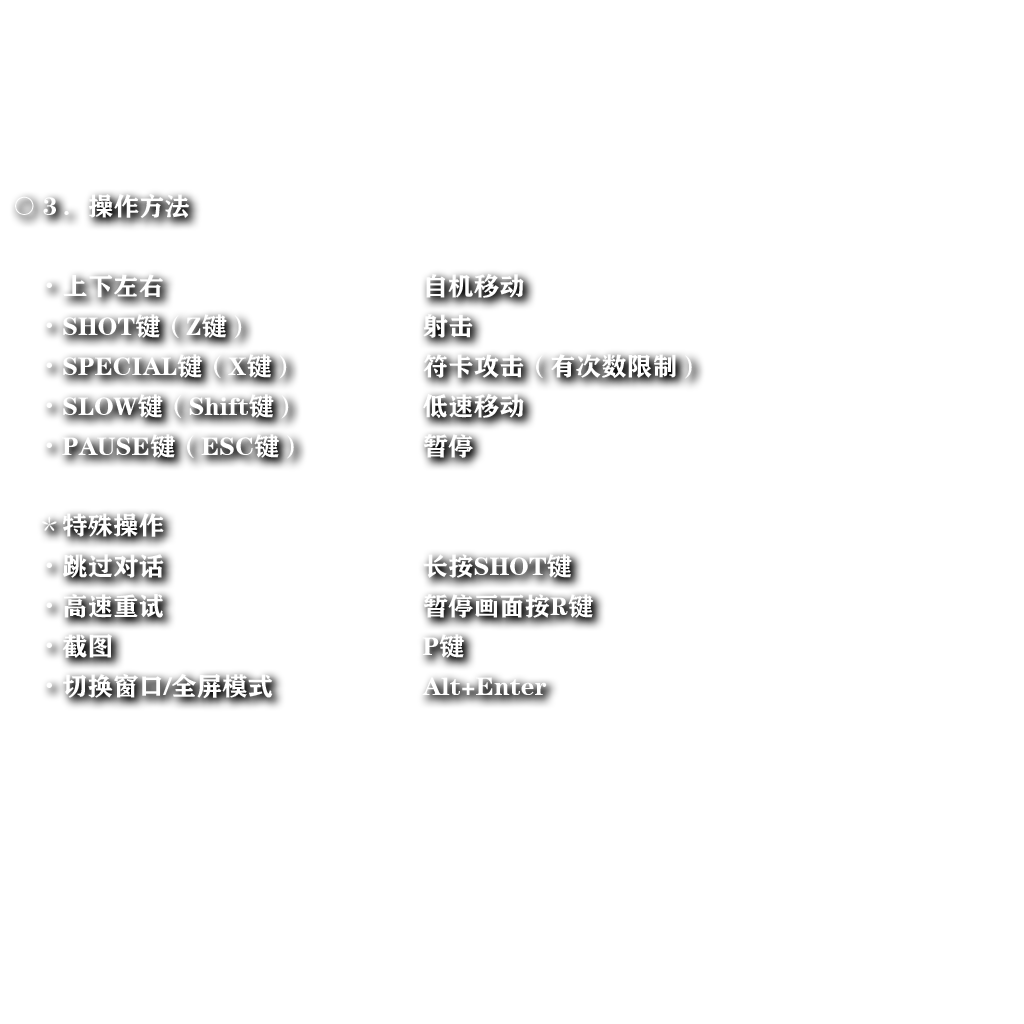 ○3．操作方法
・上下左右　自机移动
・SHOT键（Z键）　射击
・SPECIAL键（X键）　符卡攻击（有次数限制）
・SLOW键（Shift键）　低速移动
・PAUSE键（ESC键）　暂停
＊特殊操作
・跳过对话　长按SHOT键
・高速重试　暂停画面按R键
・截图　P键
・切换窗口/全屏模式　Alt+Enter